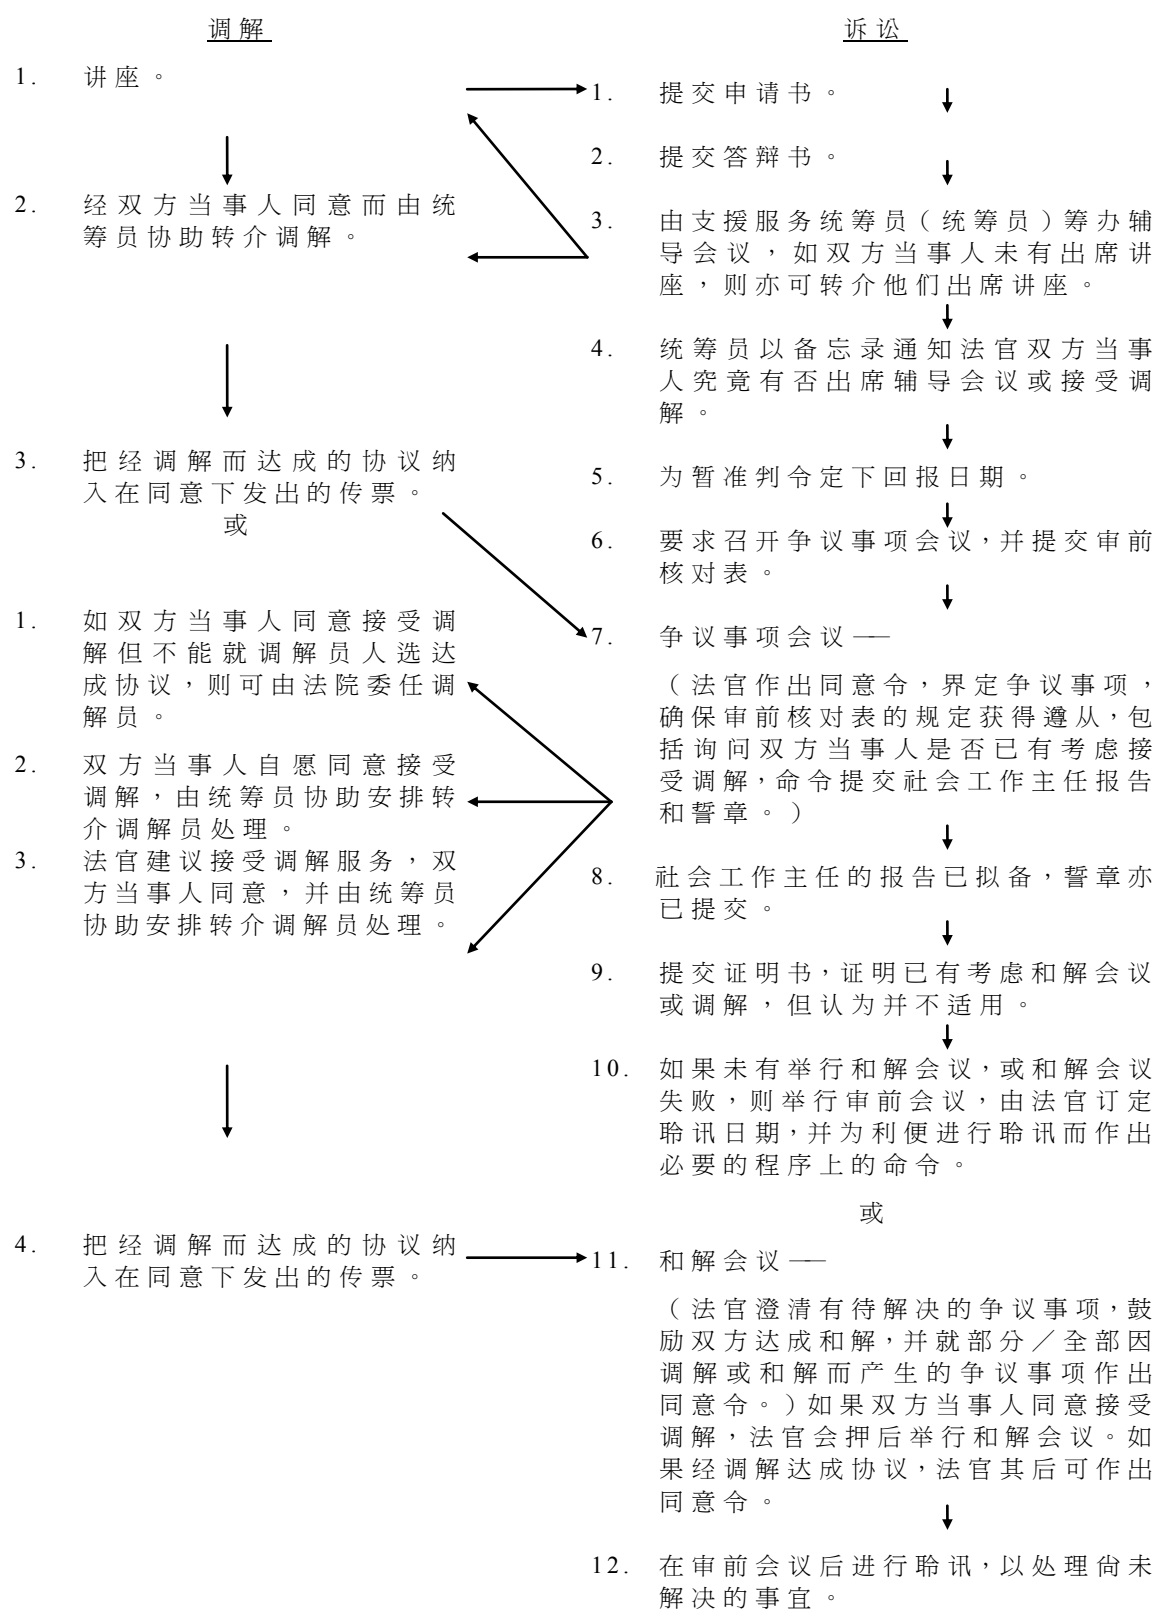 调解
1. 讲座。
2. 经双方当事人同意而由统
筹员协助转介调解。
3. 把经调解而达成的协议纳
入在同意下发出的传票。
或
1. 如双方当事人同意接受调
解但不能就调解员人选达
成协议，则可由法院委任调
解员。
2. 双方当事人自愿同意接受
调解，由统筹员协助安排转
介调解员处理。
3. 法官建议接受调解服务，双
方当事人同意，并由统筹员
协助安排转介调解员处理。
4. 把经调解而达成的协议纳
入在同意下发出的传票。
诉讼
1. 提交申请书。
2. 提交答辩书。
3. 由支援服务统筹员(统筹员)筹办辅
导会议，如双方当事人未有出席讲
座，则亦可转介他们出席讲座。
4. 统筹员以备忘录通知法官双方当事
人究竟有否出席辅导会议或接受调
解。
5. 为暂准判令定下回报日期。
6. 要求召开争议事项会议，并提交审前
核对表。
7. 争议事项会议──
(法官作出同意令，界定争议事项，
确保审前核对表的规定获得遵从，包
括询问双方当事人是否已有考虑接
受调解，命令提交社会工作主任报告
和誓章。)
8. 社会工作主任的报告已拟备，誓章亦
已提交。
9. 提交证明书，证明已有考虑和解会议
或调解，但认为并不适用。
10. 如果未有举行和解会议，或和解会议
失败，则举行审前会议，由法官订定
聆讯日期，并为利便进行聆讯而作出
必要的程序上的命令。
或
11. 和解会议──
(法官澄清有待解决的争议事项，鼓
励双方达成和解，并就部分／全部因
调解或和解而产生的争议事项作出
同意令。)如果双方当事人同意接受
调解，法官会押后举行和解会议。如
果经调解达成协议，法官其后可作出
同意令。
12. 在审前会议后进行聆讯，以处理尚未
解决的事宜。